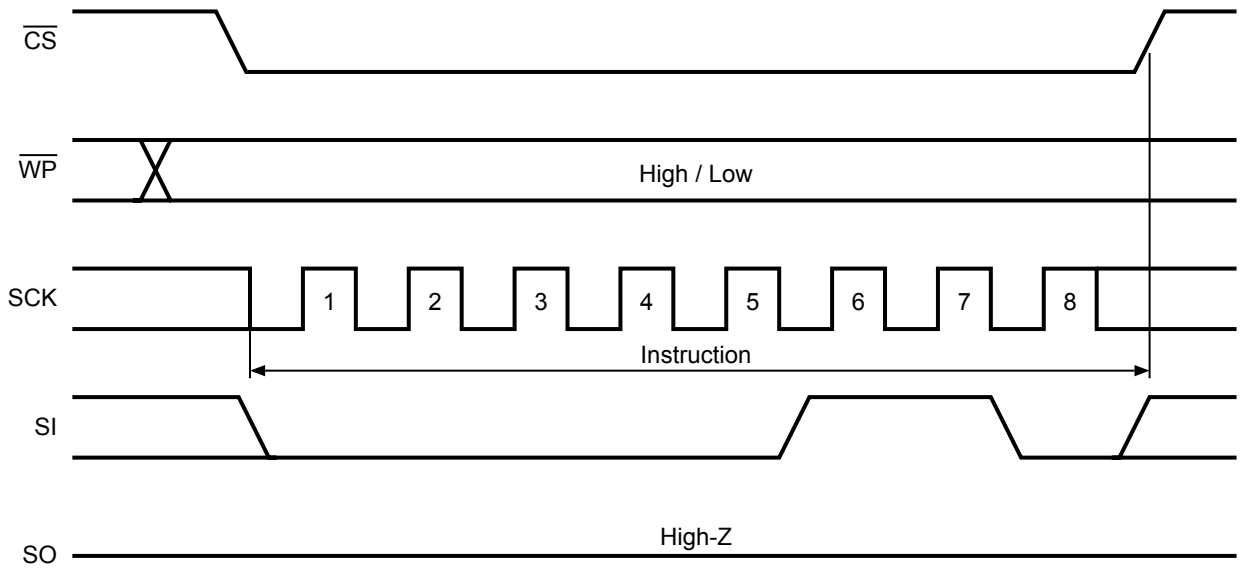 CS
WP
High / Low
SCK
1 2 3 4 5 6 7 8
Instruction
SI
High-Z
SO